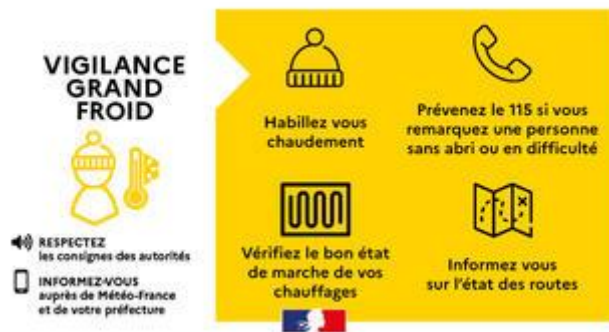 VIGILANCE
GRAND
FROID
RESPECTEZ
les consignes des autorités
INFORMEZ-VOUS
auprès de Météo-France
et de votre préfecture
Habillez vous
chaudement
Prévenez le 115 si vous
remarquez une personne
sans abri ou en difficulté
Vérifiez le bon état
de marche de vos
chauffages
Informez vous
sur l'état des routes